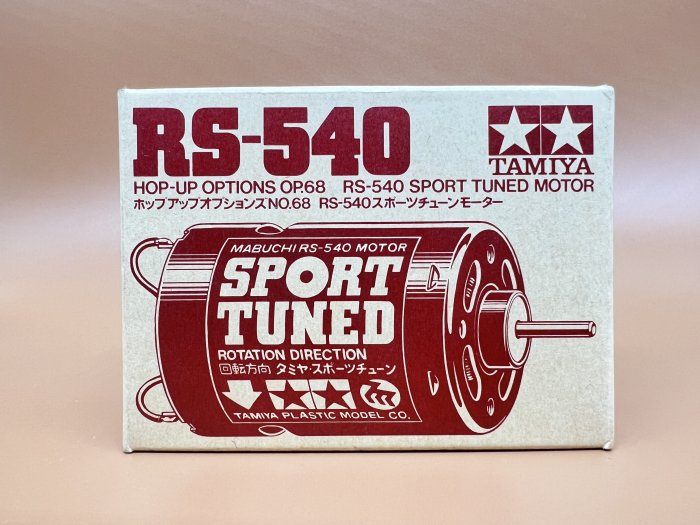 RS-540
TAMIYA
HOP-UP OPTIONS OP.68 RS-540 SPORT TUNED MOTOR
ホップアップオプションズNO.68 RS-540スポーツチューンモーター
MABUCHI RS-540 MOTOR
SPORT
TUNED
ROTATION DIRECTION
回転方向 タミヤ・スポーツチューン
TAMIYA PLASTIC MODEL CO.